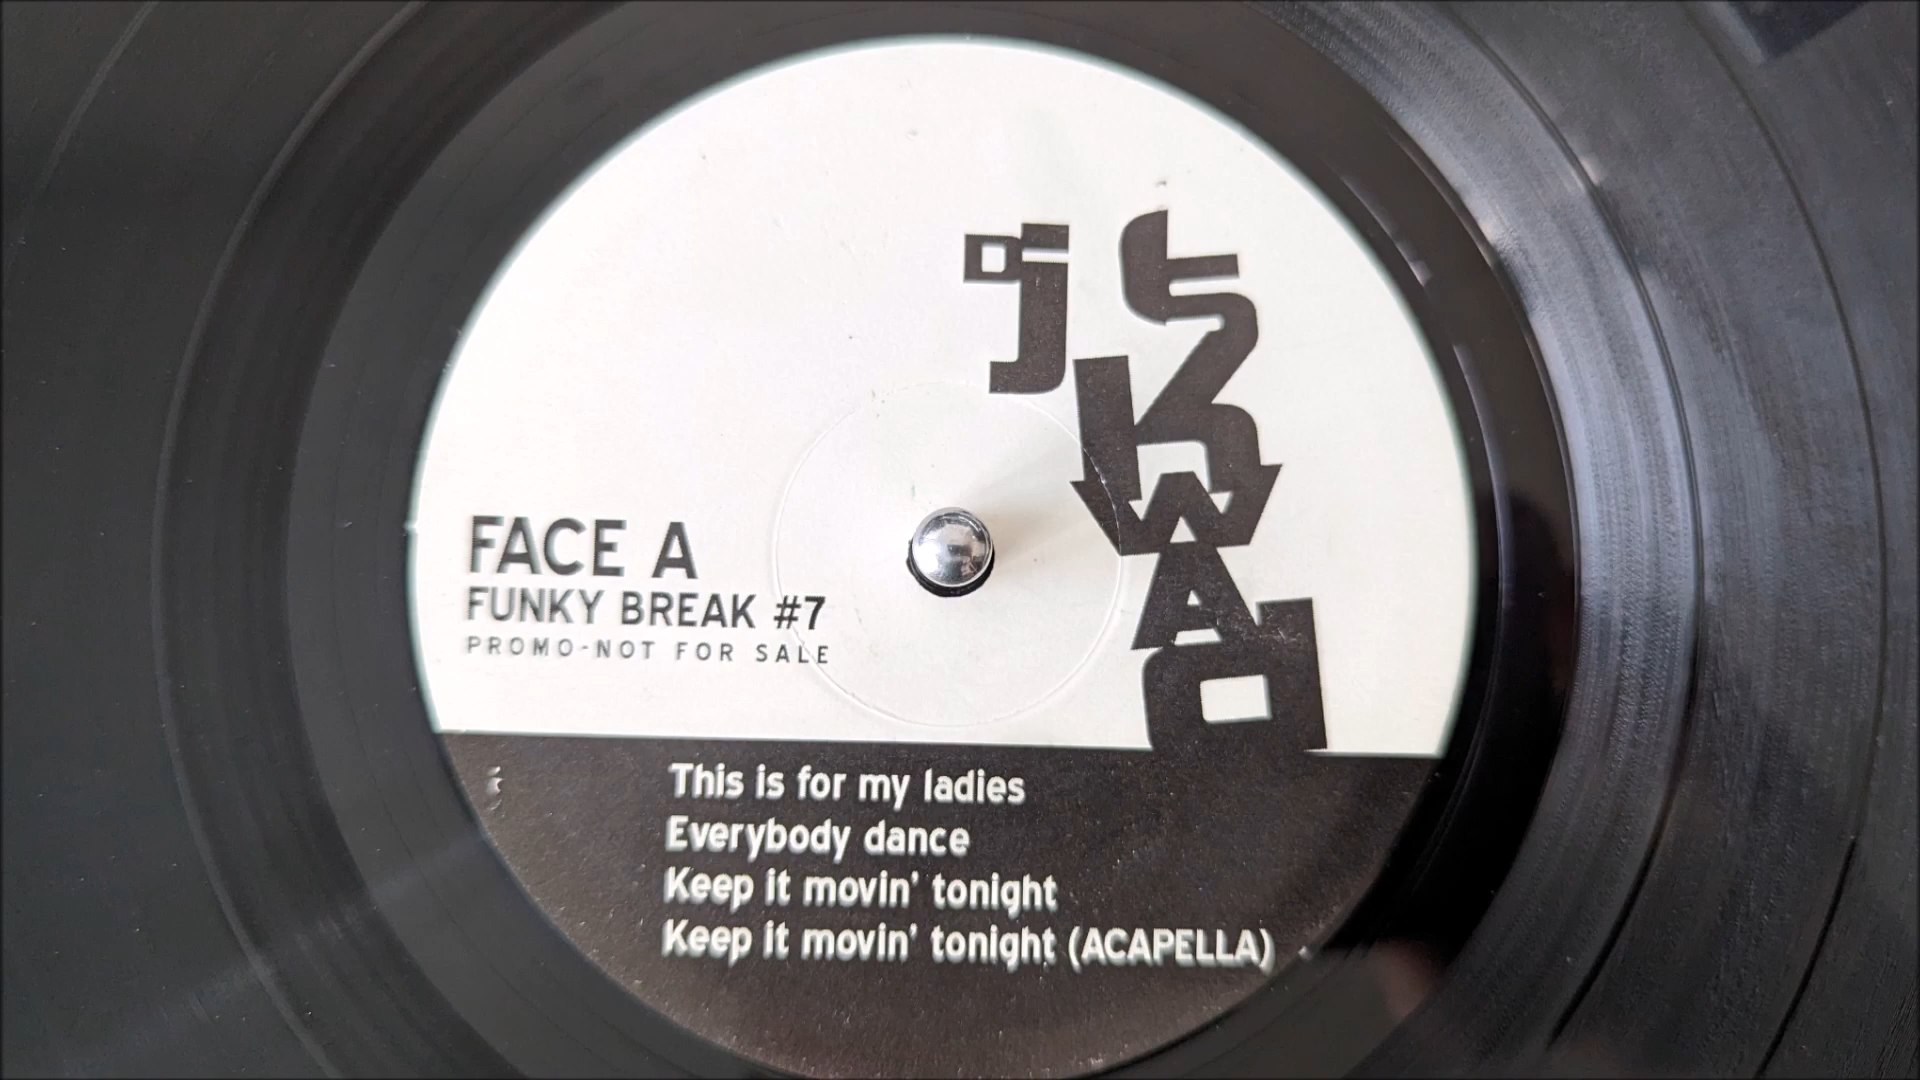 dj
SKWAD
FACE A
FUNKY BREAK #7
PROMO-NOT FOR SALE
This is for my ladies
Everybody dance
Keep it movin' tonight
Keep it movin' tonight (ACAPELLA)